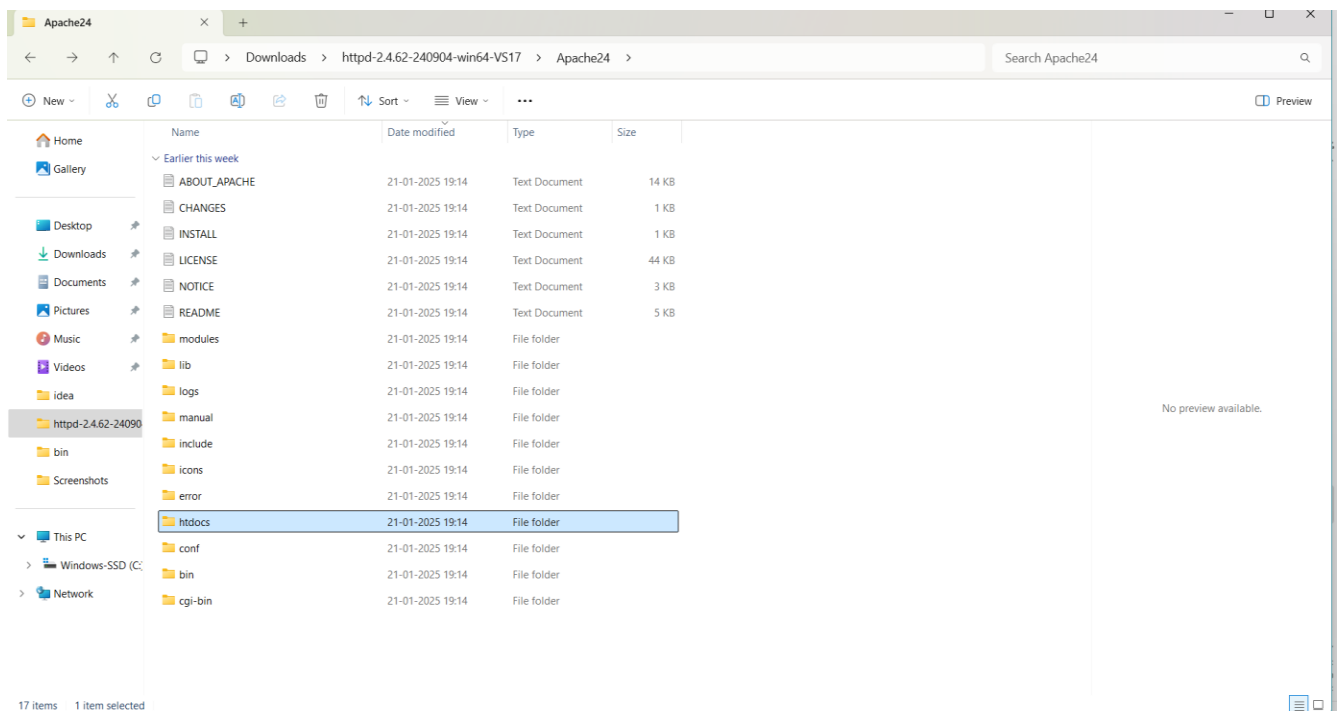 Apache24
Downloads > httpd-2.4.62-240904-win64-VS17 > Apache24 >
Search Apache24
New
Sort
View
Preview
Home
Gallery
Desktop
Downloads
Documents
Pictures
Music
Videos
idea
httpd-2.4.62-24090
bin
Screenshots
This PC
Windows-SSD (C:
Network
Name Date modified Type Size
Earlier this week
ABOUT_APACHE 21-01-2025 19:14 Text Document 14 KB
CHANGES 21-01-2025 19:14 Text Document 1 KB
INSTALL 21-01-2025 19:14 Text Document 1 KB
LICENSE 21-01-2025 19:14 Text Document 44 KB
NOTICE 21-01-2025 19:14 Text Document 3 KB
README 21-01-2025 19:14 Text Document 5 KB
modules 21-01-2025 19:14 File folder
lib 21-01-2025 19:14 File folder
logs 21-01-2025 19:14 File folder
manual 21-01-2025 19:14 File folder
include 21-01-2025 19:14 File folder
icons 21-01-2025 19:14 File folder
error 21-01-2025 19:14 File folder
htdocs 21-01-2025 19:14 File folder
conf 21-01-2025 19:14 File folder
bin 21-01-2025 19:14 File folder
cgi-bin 21-01-2025 19:14 File folder
No preview available.
17 items 1 item selected